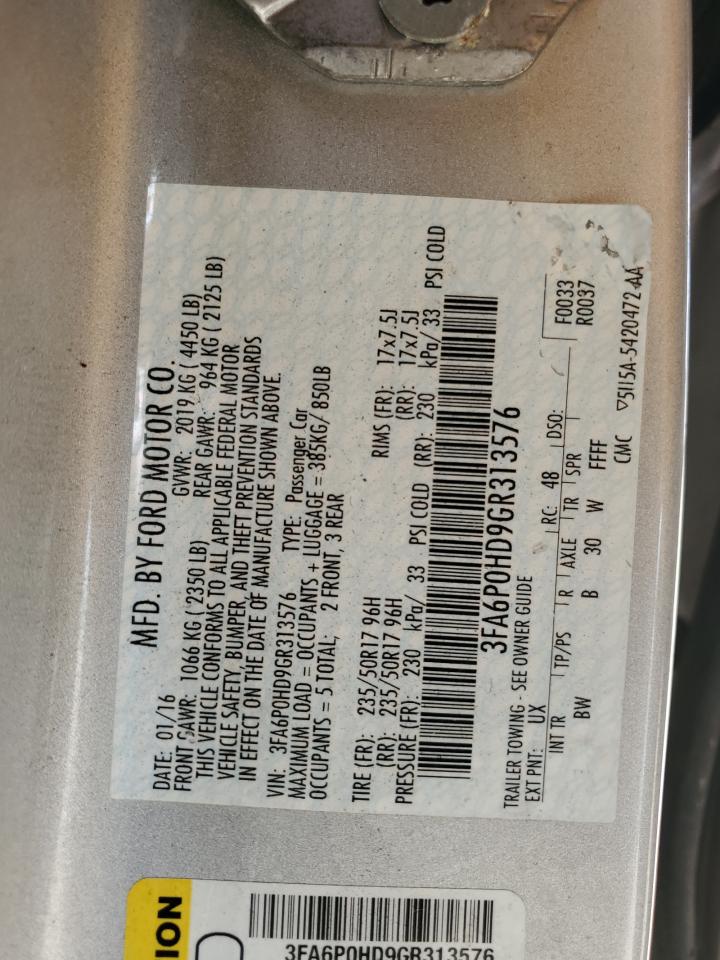 MFD. BY FORD MOTOR CO.
DATE: 01/16 GVWR: 2019 KG ( 4450 LB)
FRONT GAWR: 1066 KG ( 2350 LB) REAR GAWR: 964 KG ( 2125 LB)
THIS VEHICLE CONFORMS TO ALL APPLICABLE FEDERAL MOTOR
VEHICLE SAFETY, BUMPER, AND THEFT PREVENTION STANDARDS
IN EFFECT ON THE DATE OF MANUFACTURE SHOWN ABOVE.
VIN: 3FA6P0HD9GR313576 TYPE: Passenger Car
MAXIMUM LOAD = OCCUPANTS + LUGGAGE = 385KG/ 850LB
OCCUPANTS = 5 TOTAL; 2 FRONT, 3 REAR
TIRE (FR): 235/50R17 96H RIMS (FR): 17x7.5J
(RR): 235/50R17 96H (RR): 17x7.5J
PRESSURE (FR): 230 kPa/ 33 PSI COLD (RR): 230 kPa/ 33 PSI COLD
3FA6P0HD9GR313576
TRAILER TOWING - SEE OWNER GUIDE
EXT PNT: UX RC: 48 DSO: F0033
R0037
INT TR TP/PS R AXLE TR SPR
BW B 30 W FFFF
CMC ▽5U5A-5420472-AA
ION
3FA6P0HD9GR313576